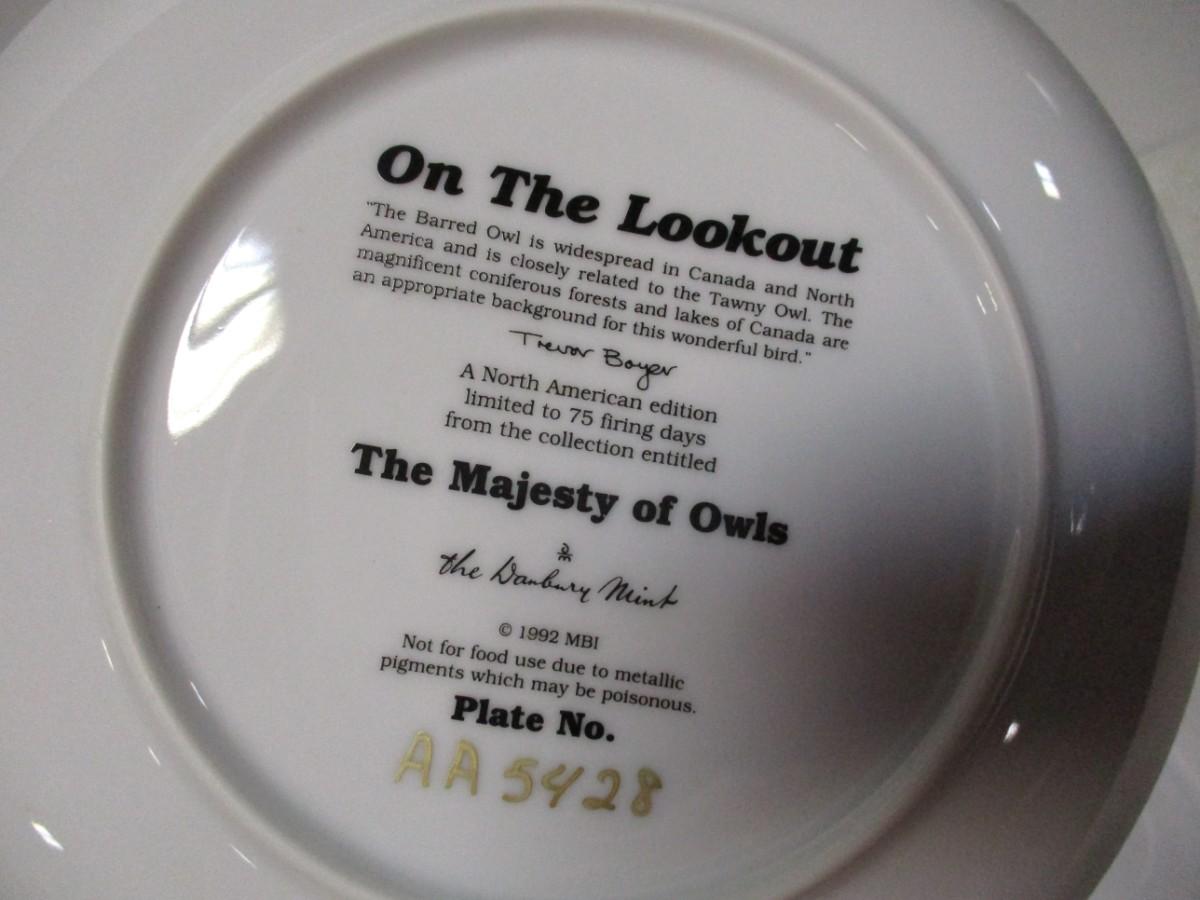 On The Lookout
"The Barred Owl is widespread in Canada and North
America and is closely related to the Tawny Owl. The
magnificent coniferous forests and lakes of Canada are
an appropriate background for this wonderful bird."
Trevor Boyer
A North American edition
limited to 75 firing days
from the collection entitled
The Majesty of Owls
the Danbury Mint
© 1992 MBI
Not for food use due to metallic
pigments which may be poisonous.
Plate No.
AA5428